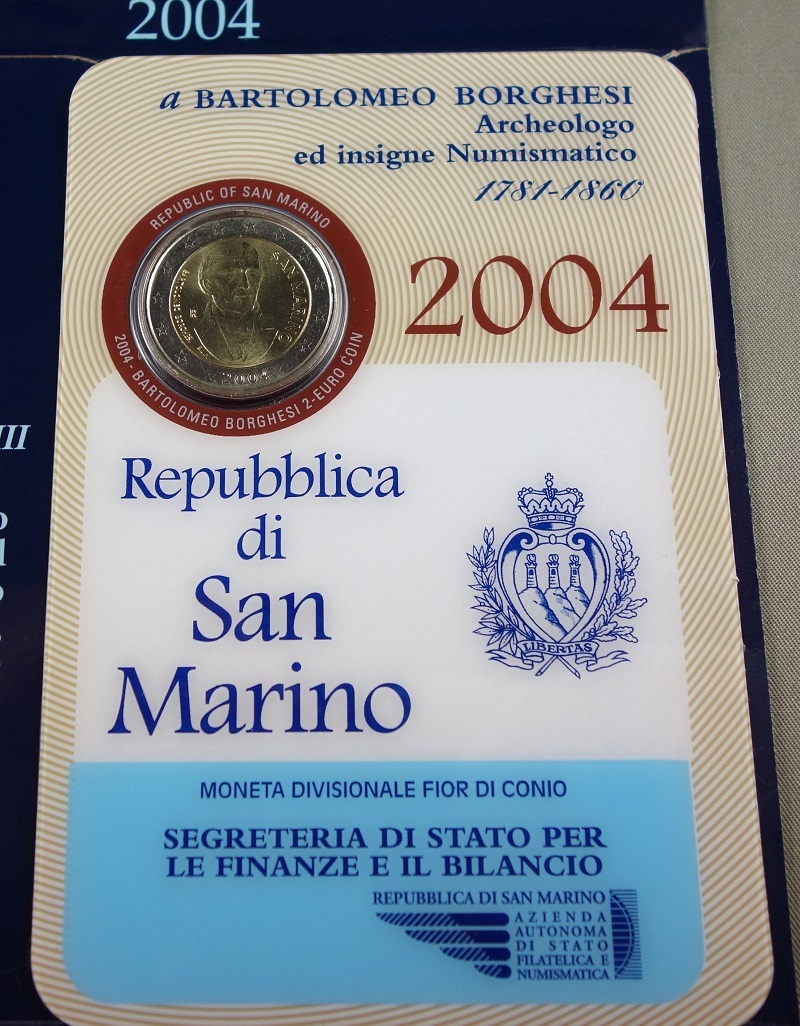 2004
a BARTOLOMEO BORGHESI
Archeologo
ed insigne Numismatico
1781-1860
REPUBLIC OF SAN MARINO
SAN MARINO
2004
2004 - BARTOLOMEO BORGHESI 2-EURO COIN
2004
III
Repubblica
di
San
Marino
LIBERTAS
MONETA DIVISIONALE FIOR DI CONIO
SEGRETERIA DI STATO PER
LE FINANZE E IL BILANCIO
REPUBBLICA DI SAN MARINO
AZIENDA
AUTONOMA
DI STATO
FILATELICA E
NUMISMATICA